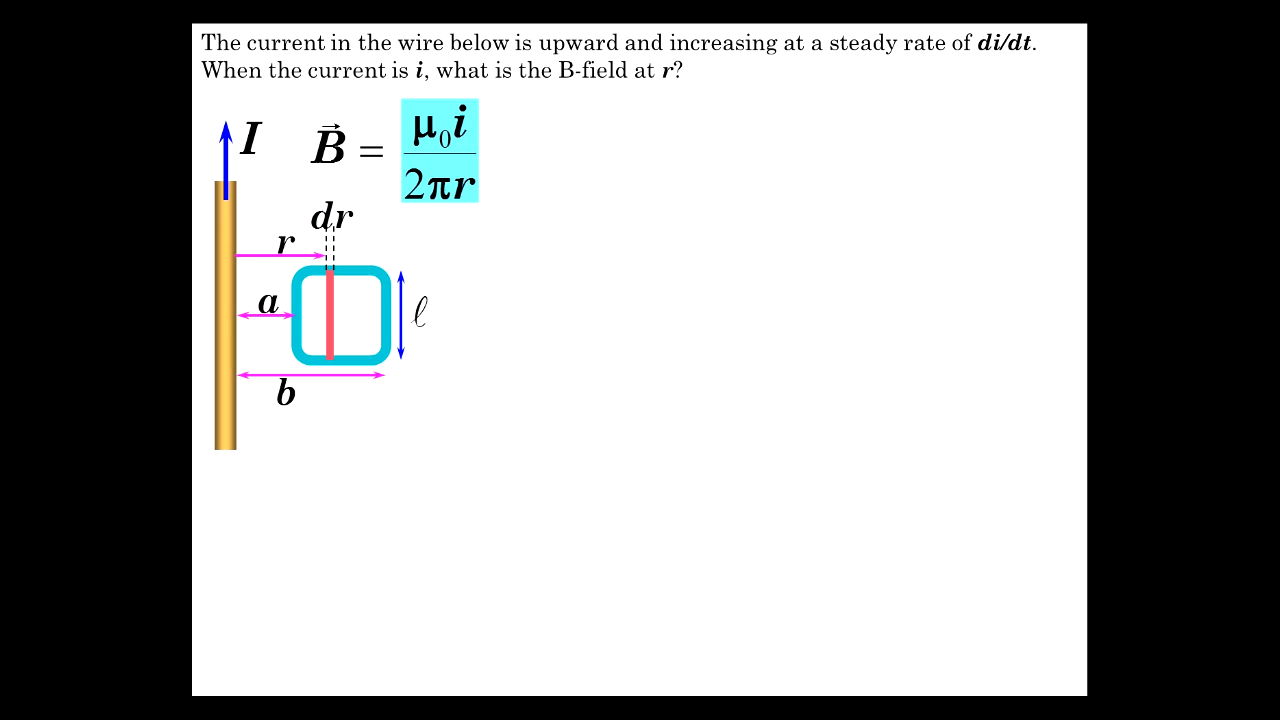 The current in the wire below is upward and increasing at a steady rate of di/dt.
When the current is i, what is the B-field at r?
I
B⃗ = μ₀i / 2πr
dr
r
a
ℓ
b